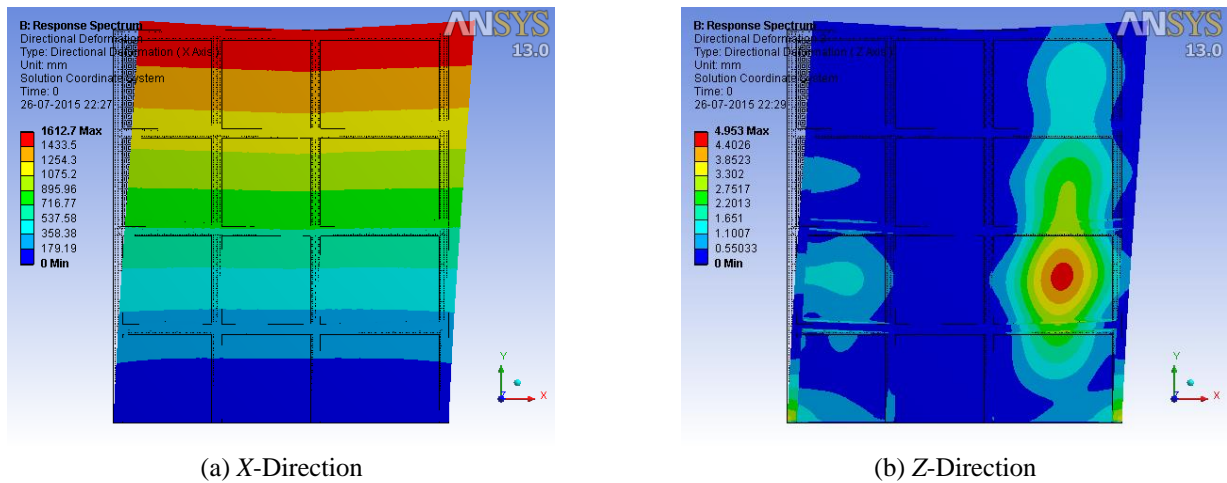 B: Response Spectrum
Directional Deformation
Type: Directional Deformation ( X Axis )
Unit: mm
Solution Coordinate System
Time: 0
26-07-2015 22:27
ANSYS
13.0
1612.7 Max
1433.5
1254.3
1075.2
895.96
716.77
537.58
358.38
179.19
0 Min
Y
X
Z
(a) X-Direction
B: Response Spectrum
Directional Deformation
Type: Directional Deformation ( Z Axis )
Unit: mm
Solution Coordinate System
Time: 0
26-07-2015 22:29
ANSYS
13.0
4.953 Max
4.4026
3.8523
3.302
2.7517
2.2013
1.651
1.1007
0.55033
0 Min
Y
X
Z
(b) Z-Direction